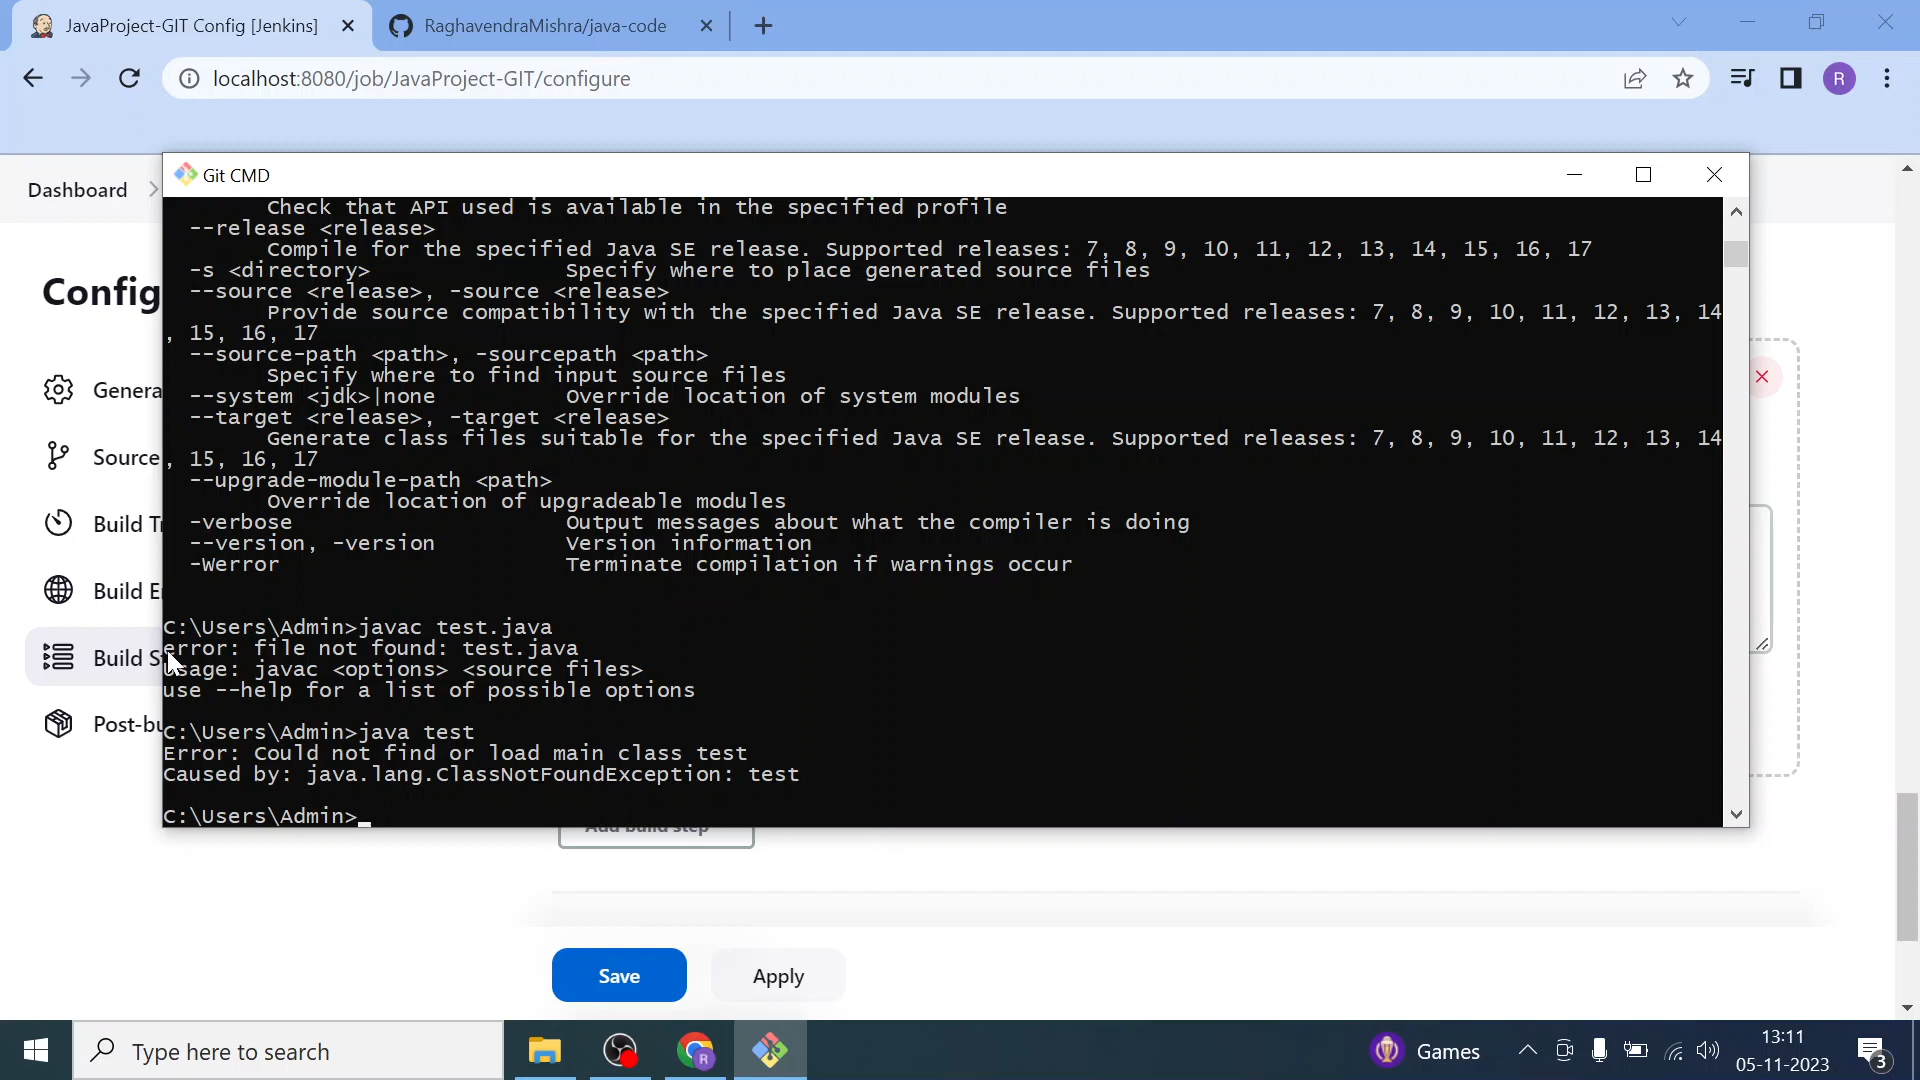 JavaProject-GIT Config [Jenkins]
RaghavendraMishra/java-code
localhost:8080/job/JavaProject-GIT/configure
R
Dashboard
Git CMD
Config
Genera
Source
Build T
Build E
Build S
Post-bu
Check that API used is available in the specified profile
--release <release>
Compile for the specified Java SE release. Supported releases: 7, 8, 9, 10, 11, 12, 13, 14, 15, 16, 17
-s <directory> Specify where to place generated source files
--source <release>, -source <release>
Provide source compatibility with the specified Java SE release. Supported releases: 7, 8, 9, 10, 11, 12, 13, 14
, 15, 16, 17
--source-path <path>, -sourcepath <path>
Specify where to find input source files
--system <jdk>|none Override location of system modules
--target <release>, -target <release>
Generate class files suitable for the specified Java SE release. Supported releases: 7, 8, 9, 10, 11, 12, 13, 14
, 15, 16, 17
--upgrade-module-path <path>
Override location of upgradeable modules
-verbose Output messages about what the compiler is doing
--version, -version Version information
-Werror Terminate compilation if warnings occur
C:\Users\Admin>javac test.java
error: file not found: test.java
Usage: javac <options> <source files>
use --help for a list of possible options
C:\Users\Admin>java test
Error: Could not find or load main class test
Caused by: java.lang.ClassNotFoundException: test
C:\Users\Admin>
Add build step
Save
Apply
Type here to search
R
Games
13:11
05-11-2023
3